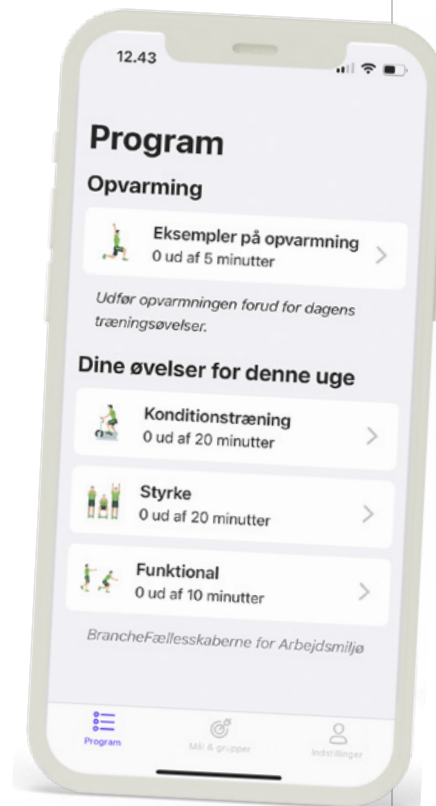 12.43
Program
Opvarming
Eksempler på opvarmning
0 ud af 5 minutter
Udfør opvarmningen forud for dagens
træningsøvelser.
Dine øvelser for denne uge
Konditionstræning
0 ud af 20 minutter
Styrke
0 ud af 20 minutter
Funktional
0 ud af 10 minutter
BrancheFællesskaberne for Arbejdsmiljø
Program
Mål & grupper
Indstillinger